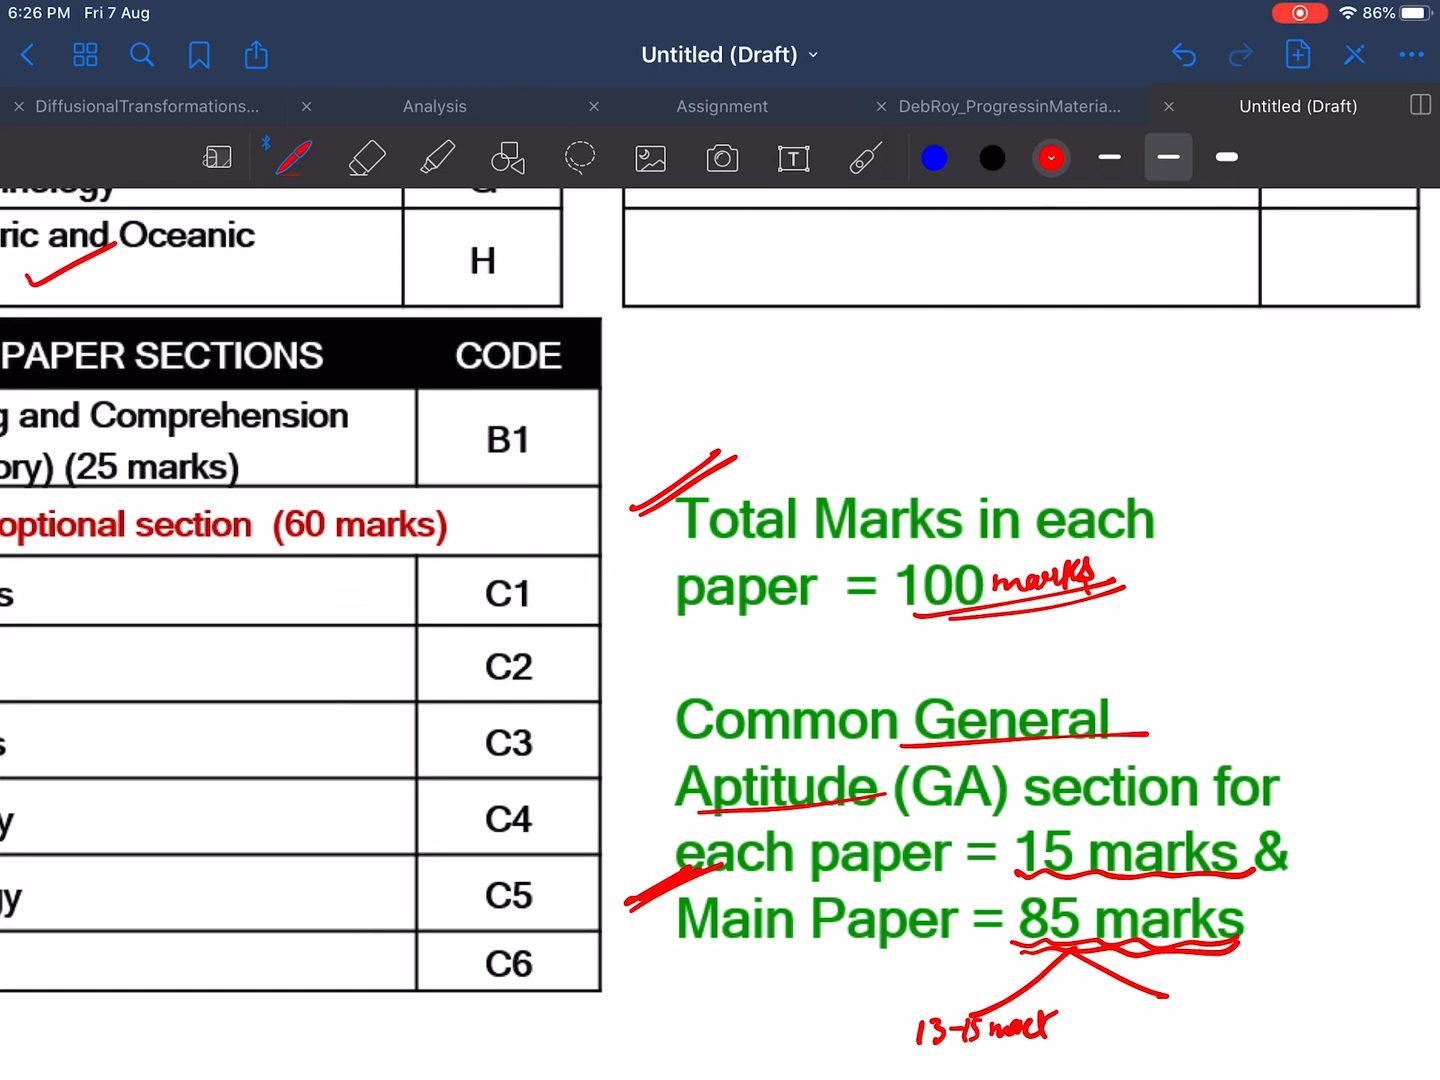 6:26 PM Fri 7 Aug
86%
Untitled (Draft)
DiffusionalTransformations...
Analysis
Assignment
DebRoy_ProgressinMateria...
Untitled (Draft)
T
ric and Oceanic
H
PAPER SECTIONS CODE
g and Comprehension
ory) (25 marks)
B1
optional section (60 marks)
s C1
C2
s C3
y C4
gy C5
C6
Total Marks in each
paper = 100 marks
Common General
Aptitude (GA) section for
each paper = 15 marks &
Main Paper = 85 marks
13-15